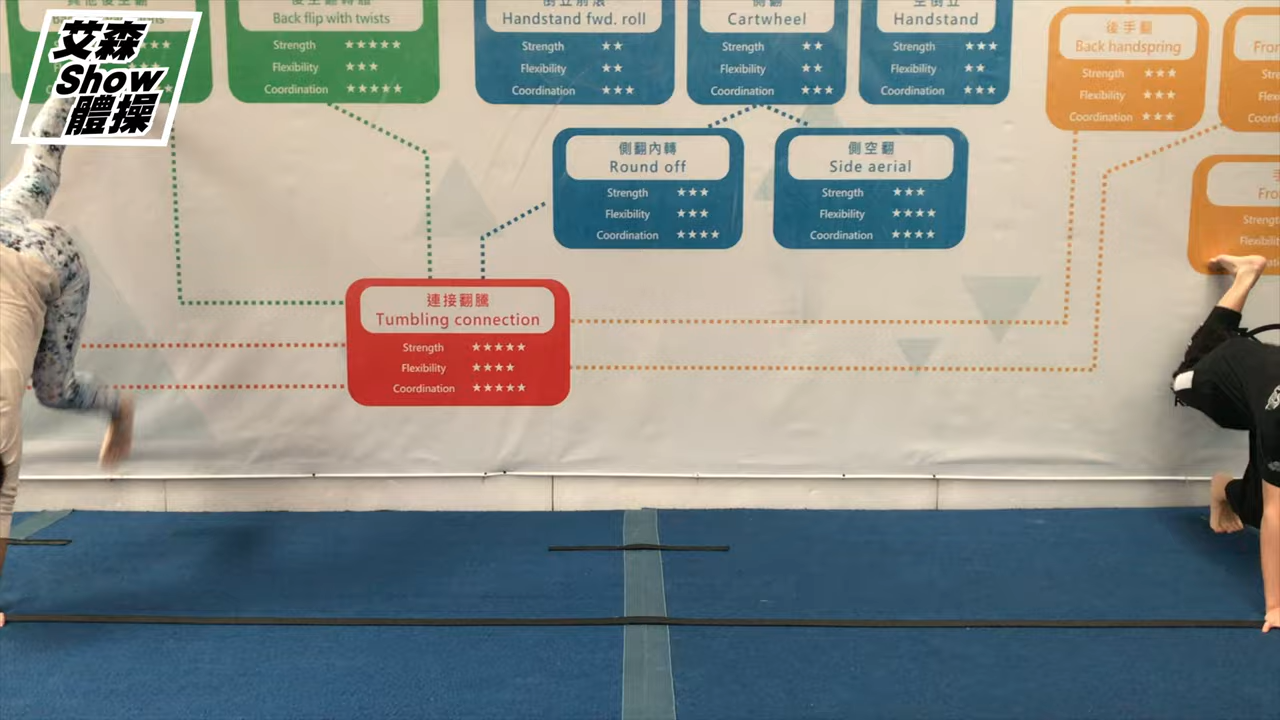 艾森
Show
體操
Back flip with twists
Strength ★★★★★
Flexibility ★★★
Coordination ★★★★★
Handstand fwd. roll
Strength ★★
Flexibility ★★
Coordination ★★★
Cartwheel
Strength ★★
Flexibility ★★
Coordination ★★★
Handstand
Strength ★★★
Flexibility ★★
Coordination ★★★
後手翻
Back handspring
Strength ★★★
Flexibility ★★★
Coordination ★★★
側翻內轉
Round off
Strength ★★★
Flexibility ★★★
Coordination ★★★★
側空翻
Side aerial
Strength ★★★
Flexibility ★★★★
Coordination ★★★★
連接翻騰
Tumbling connection
Strength ★★★★★
Flexibility ★★★★
Coordination ★★★★★